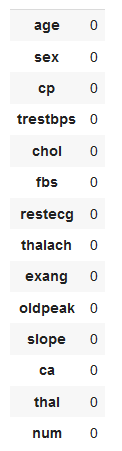 age 0
sex 0
cp 0
trestbps 0
chol 0
fbs 0
restecg 0
thalach 0
exang 0
oldpeak 0
slope 0
ca 0
thal 0
num 0